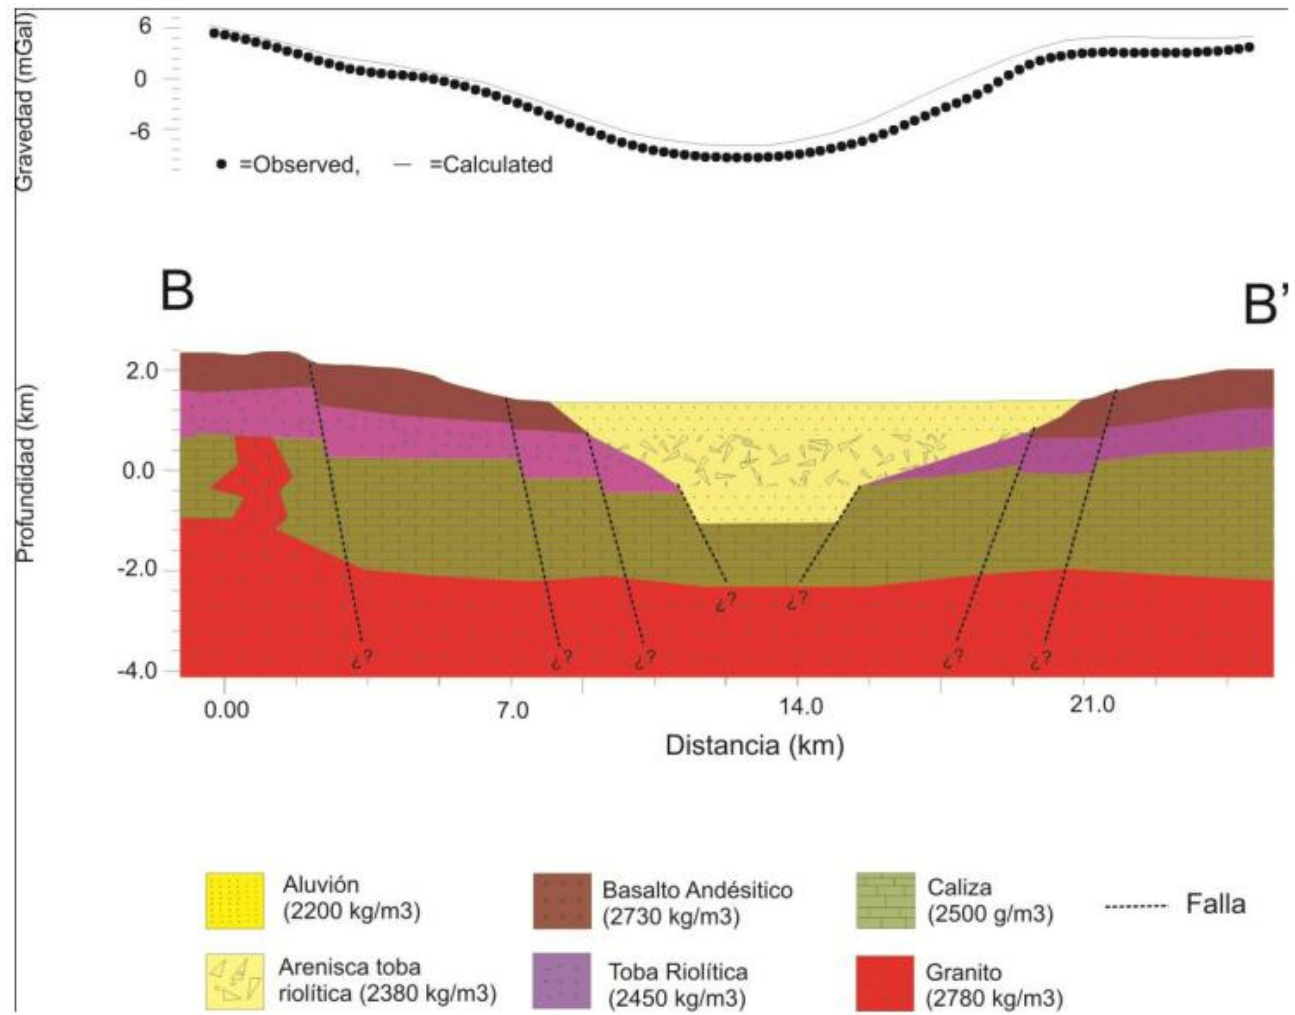 Gravedad (mGal)
6
0
-6
=Observed, — =Calculated
B
B’
Profundidad (km)
2.0
0.0
-2.0
-4.0
¿?
¿?
¿?
¿?
¿?
¿?
¿?
0.00
7.0
14.0
21.0
Distancia (km)
Aluvión
(2200 kg/m3)
Basalto Andésitico
(2730 kg/m3)
Caliza
(2500 g/m3)
Falla
Arenisca toba
riolítica (2380 kg/m3)
Toba Riolítica
(2450 kg/m3)
Granito
(2780 kg/m3)